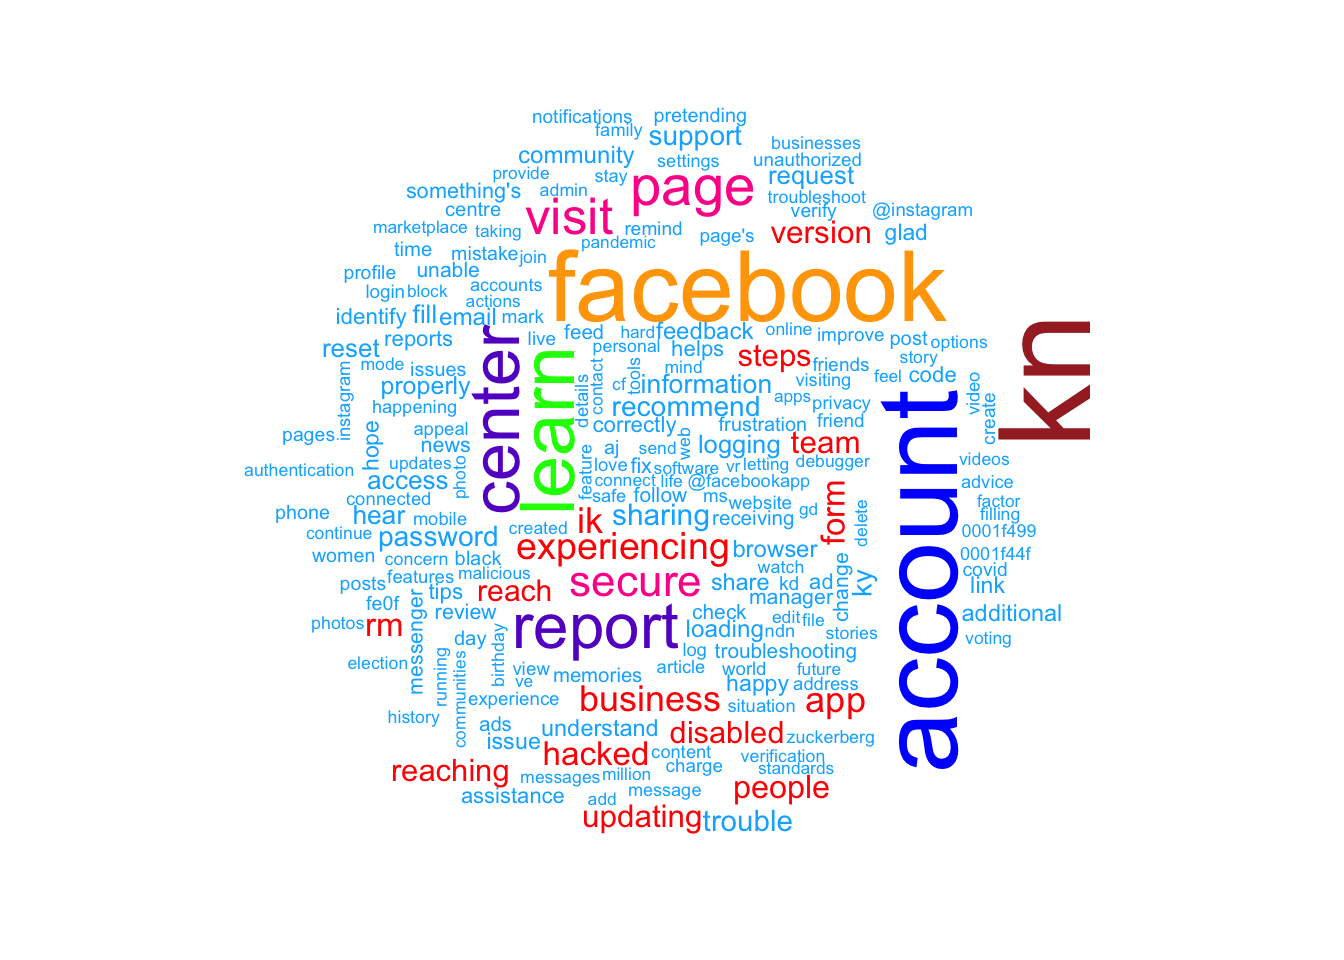 notifications
pretending
family
support
businesses
community
settings
unauthorized
provide
stay
page
request
something's
admin
troubleshoot
centre
visit
verify
@instagram
marketplace
taking
remind
version
glad
time
mistake
join
pandemic
page's
profile
unable
accounts
facebook
login
block
actions
identify
fill
email
mark
kn
reports
center
live
feed
hard
feedback
online
improve
post
options
reset
learn
personal
helps
steps
friends
story
mode
issues
details
contact
mind
feel
code
video
instagram
properly
cf
tools
information
visiting
account
create
happening
recommend
apps
privacy
pages
hope
appeal
news
correctly
web
frustration
friend
aj
send
logging
team
authentication
updates
photo
feature
love
fix
software
vr
letting
debugger
videos
access
connect
life
@facebookapp
advice
connected
safe
follow
ms
website
form
factor
phone
hear
mobile
ik
sharing
receiving
gd
delete
filling
continue
password
created
0001f499
women
concern
black
experiencing
browser
0001f44f
posts
features
malicious
secure
watch
change
ky
covid
fe0f
tips
reach
share
kd
ad
link
photos
rm
messenger
review
report
check
manager
edit
file
additional
day
birthday
loading
ndn
stories
voting
election
running
communities
view
memories
log
troubleshooting
article
world
future
ve
experience
happy
address
history
ads
business
situation
app
issue
understand
disabled
zuckerberg
reaching
hacked
content
verification
charge
standards
messages
million
assistance
add
message
people
updating
trouble